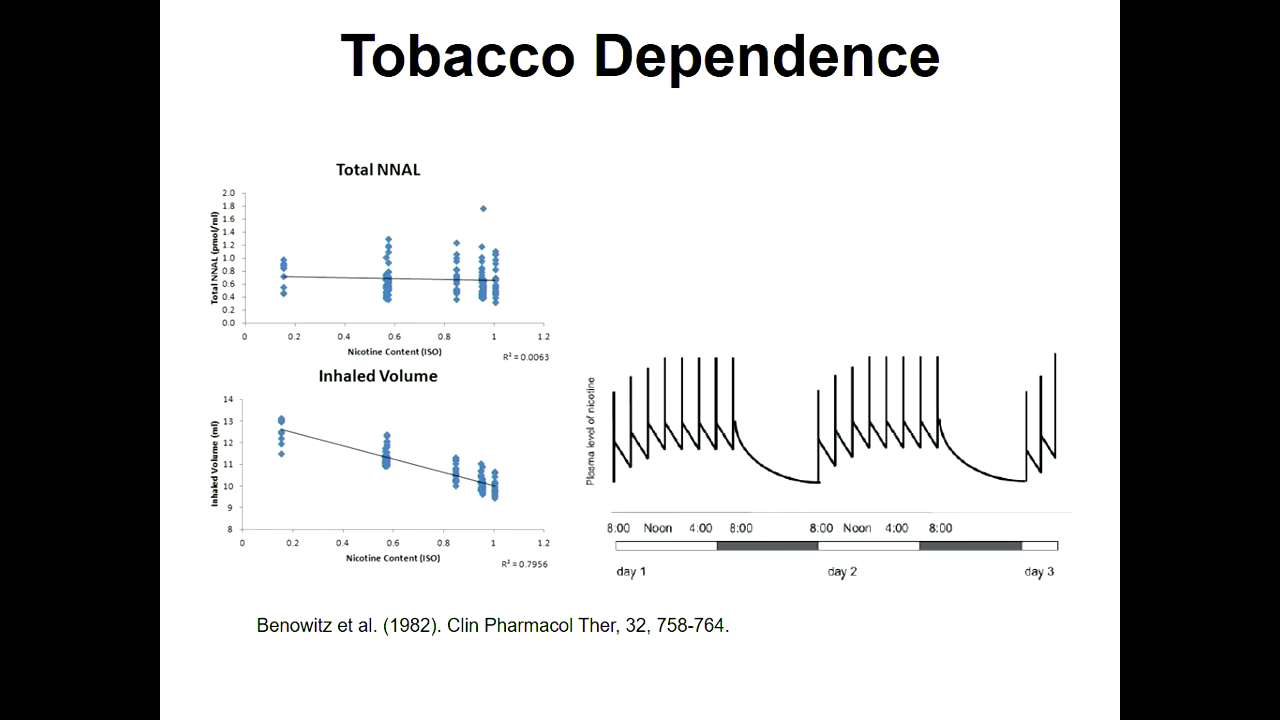 Tobacco Dependence
Total NNAL
Total NNAL (pmol/ml)
2.0
1.8
1.6
1.4
1.2
1.0
0.8
0.6
0.4
0.2
0.0
0 0.2 0.4 0.6 0.8 1 1.2
Nicotine Content (ISO)
R² = 0.0063
Inhaled Volume
Inhaled Volume (ml)
14
13
12
11
10
9
8
0 0.2 0.4 0.6 0.8 1 1.2
Nicotine Content (ISO)
R² = 0.7956
Plasma level of nicotine
8:00 Noon 4:00 8:00 8:00 Noon 4:00 8:00
day 1 day 2 day 3
Benowitz et al. (1982). Clin Pharmacol Ther, 32, 758-764.